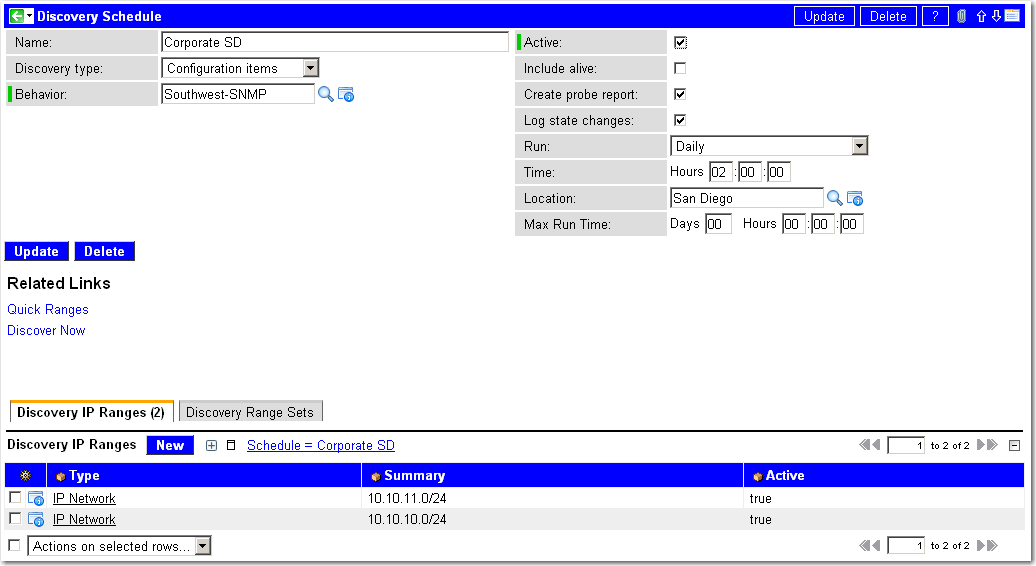 Discovery Schedule Update Delete ?
Name: Corporate SD
Active:
Discovery type: Configuration items
Include alive:
Behavior: Southwest-SNMP
Create probe report:
Log state changes:
Run: Daily
Time: Hours 02 : 00 : 00
Location: San Diego
Max Run Time: Days 00 Hours 00 : 00 : 00
Update Delete
Related Links
Quick Ranges
Discover Now
Discovery IP Ranges (2) Discovery Range Sets
Discovery IP Ranges New Schedule = Corporate SD 1 to 2 of 2
Type Summary Active
IP Network 10.10.11.0/24 true
IP Network 10.10.10.0/24 true
Actions on selected rows... 1 to 2 of 2